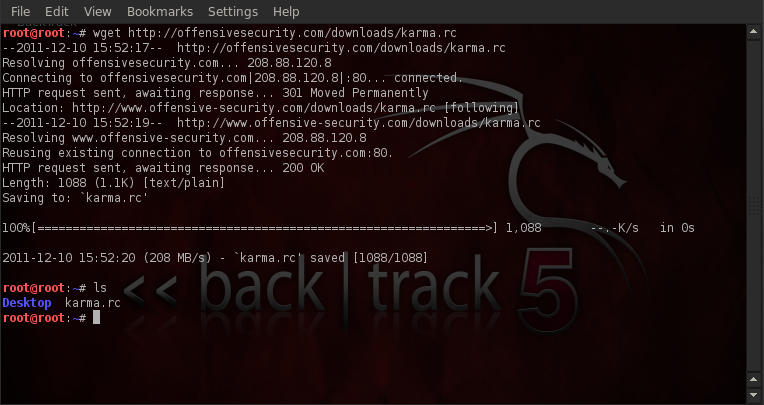 File Edit View Bookmarks Settings Help
BackTrack
root@root:~# wget http://offensivesecurity.com/downloads/karma.rc
--2011-12-10 15:52:17--  http://offensivesecurity.com/downloads/karma.rc
Resolving offensivesecurity.com... 208.88.120.8
Connecting to offensivesecurity.com|208.88.120.8|:80... connected.
HTTP request sent, awaiting response... 301 Moved Permanently
Location: http://www.offensive-security.com/downloads/karma.rc [following]
--2011-12-10 15:52:19--  http://www.offensive-security.com/downloads/karma.rc
Resolving www.offensive-security.com... 208.88.120.8
Reusing existing connection to offensivesecurity.com:80.
HTTP request sent, awaiting response... 200 OK
Length: 1088 (1.1K) [text/plain]
Saving to: `karma.rc'
100%[==============================================================>] 1,088       --.-K/s   in 0s
2011-12-10 15:52:20 (208 MB/s) - `karma.rc' saved [1088/1088]
root@root:~# ls
Desktop  karma.rc
root@root:~#
<< back | track 5